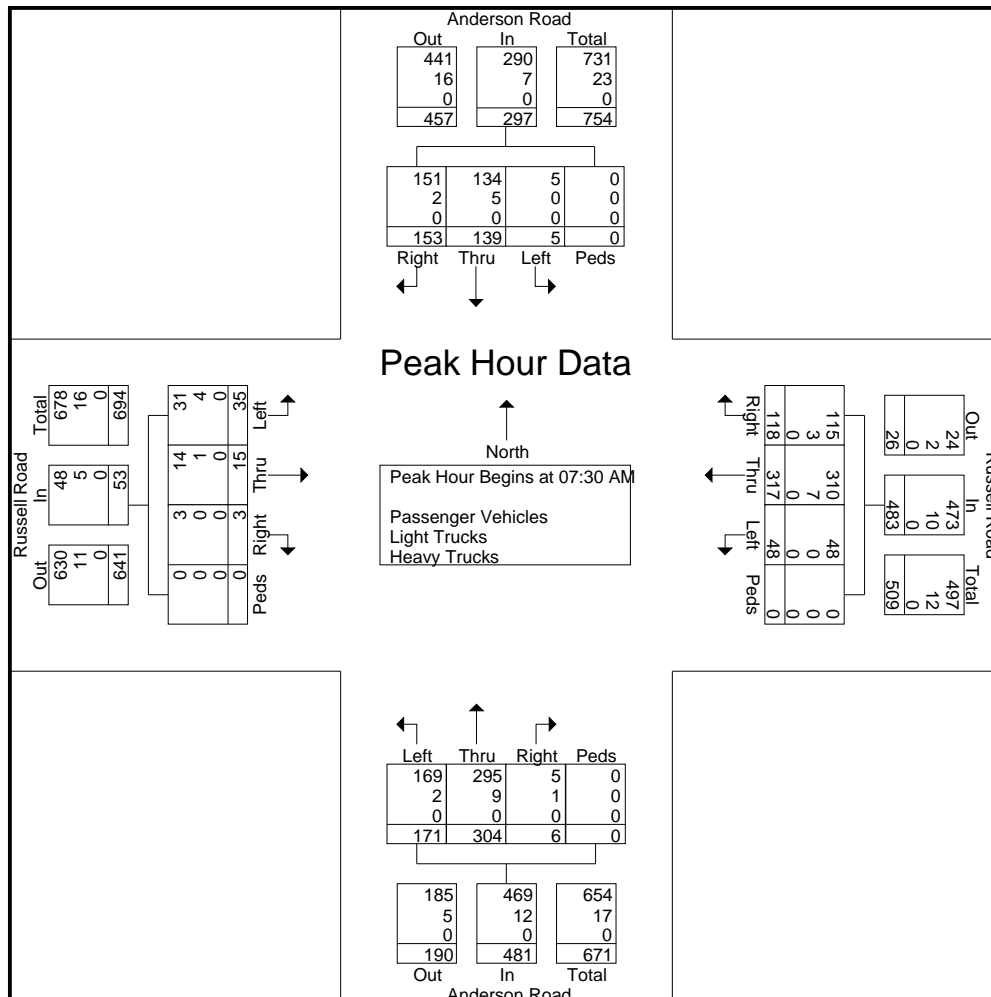 Anderson Road
Out In Total
441 290 731
16 7 23
0 0 0
457 297 754
151 134 5 0
2 5 0 0
0 0 0 0
153 139 5 0
Right Thru Left Peds
Peak Hour Data
North
Peak Hour Begins at 07:30 AM
Passenger Vehicles
Light Trucks
Heavy Trucks
Russell Road
Out In Total
630 48 678
11 5 16
0 0 0
641 53 694
Peds Right Thru Left
0 3 14 31
0 0 1 4
0 0 0 0
0 3 15 35
Russell Road
Out In Total
24 473 497
2 10 12
0 0 0
26 483 509
Right Thru Left Peds
115 310 48 0
3 7 0 0
0 0 0 0
118 317 48 0
Left Thru Right Peds
169 295 5 0
2 9 1 0
0 0 0 0
171 304 6 0
185 469 654
5 12 17
0 0 0
190 481 671
Out In Total
Anderson Road